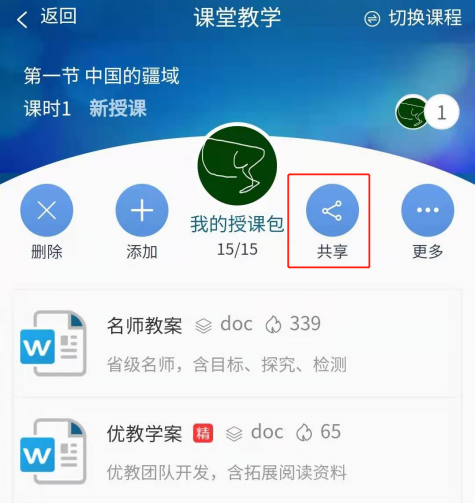 返回
课堂教学
切换课程
第一节 中国的疆域
课时1 新授课
1
删除
添加
我的授课包
15/15
共享
更多
名师教案 doc 339
省级名师，含目标、探究、检测
优教学案 精 doc 65
优教团队开发，含拓展阅读资料
W
W